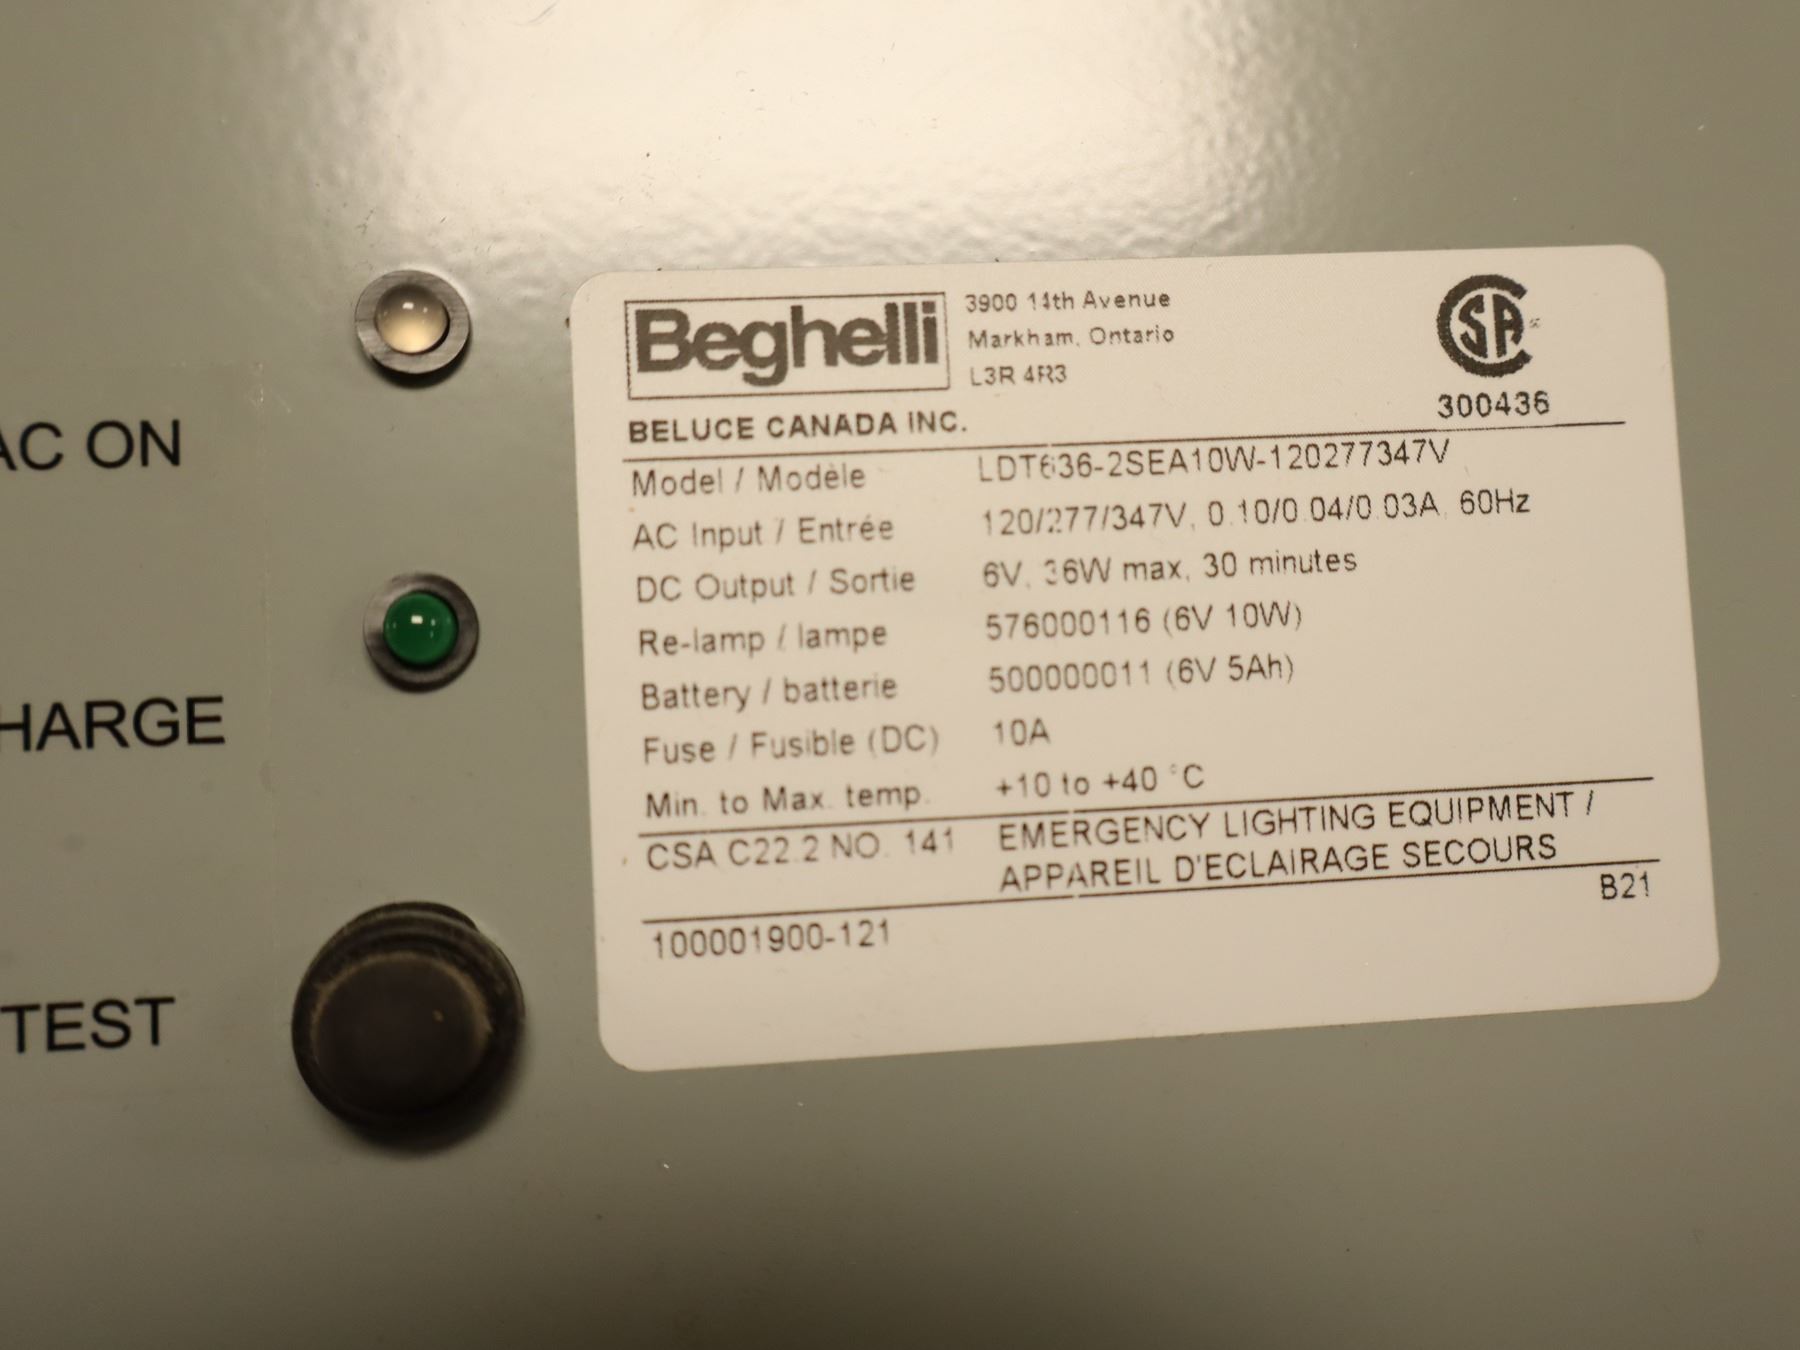 AC ON
HARGE
TEST
Beghelli
3900 14th Avenue
Markham, Ontario
L3R 4R3
BELUCE CANADA INC.
CSA
300436
Model / Modèle LDT636-2SEA10W-120277347V
AC Input / Entrée 120/277/347V, 0.10/0.04/0.03A, 60Hz
DC Output / Sortie 6V, 36W max, 30 minutes
Re-lamp / lampe 576000116 (6V 10W)
Battery / batterie 500000011 (6V 5Ah)
Fuse / Fusible (DC) 10A
Min. to Max. temp. +10 to +40 °C
CSA C22.2 NO. 141 EMERGENCY LIGHTING EQUIPMENT /
APPAREIL D'ECLAIRAGE SECOURS
B21
100001900-121